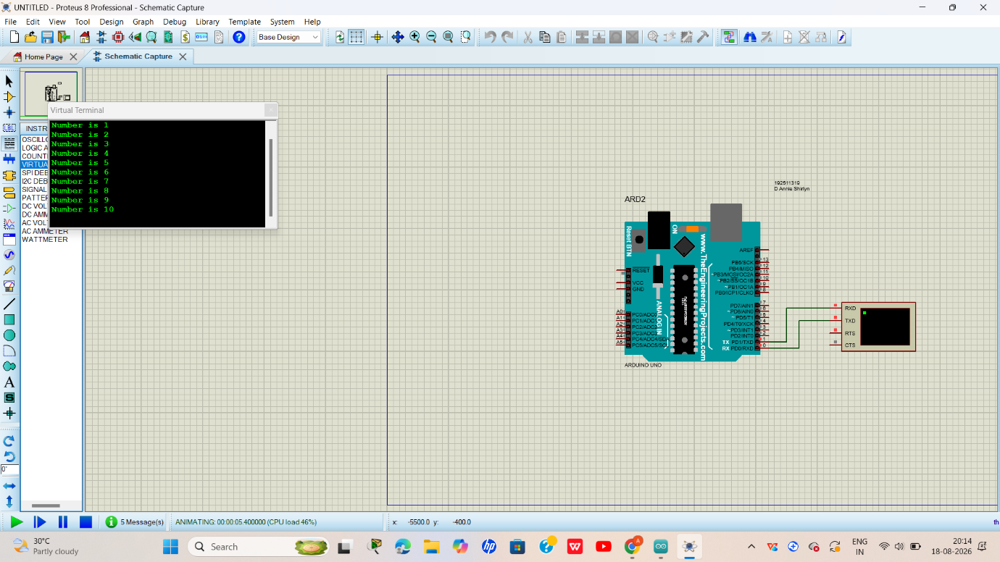 UNTITLED - Proteus 8 Professional - Schematic Capture
File Edit View Tool Design Graph Debug Library Template System Help
Base Design
Home Page
Schematic Capture
Virtual Terminal
Number is 1
Number is 2
Number is 3
Number is 4
Number is 5
Number is 6
Number is 7
Number is 8
Number is 9
Number is 10
LBL
INSTR
OSCILLO
LOGIC A
COUNT
VIRTUA
SPI DEB
I2C DEB
SIGNAL
PATTER
DC VOL
DC AMM
AC VOL
AC AMMETER
WATTMETER
192511319
D Annie Shirlyn
ARD2
Reset BTN
ON
www.TheEngineeringProjects.com
ANALOG IN
RESET
VCC
GND
A0 PC0/ADC0
A1 PC1/ADC1
A2 PC2/ADC2
A3 PC3/ADC3
A4 PC4/ADC4/SDA
A5 PC5/ADC5/SCL
AREF
PB5/SCK 13
PB4/MISO 12
~PB3/MOSI/OC2A 11
~PB2/SS/OC1B 10
~PB1/OC1A 9
PB0/ICP1/CLKO 8
PD7/AIN1 7
~PD6/AIN0 6
~PD5/T1 5
PD4/T0/XCK 4
~PD3/INT1 3
PD2/INT0 2
TX PD1/TXD 1
RX PD0/RXD 0
ARDUINO UNO
RXD
TXD
RTS
CTS
0°
5 Message(s)
ANIMATING: 00:00:05.400000 (CPU load 46%)
x: -5500.0 y: -400.0
th
30°C
Partly cloudy
Search
ENG
IN
20:14
18-08-2026